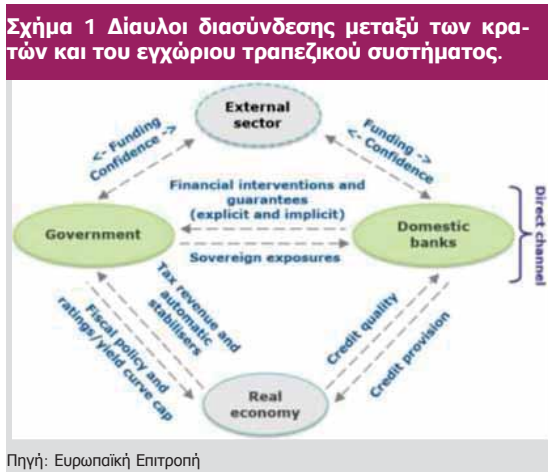 Σχήμα 1 Δίαυλοι διασύνδεσης μεταξύ των κρα-
τών και του εγχώριου τραπεζικού συστήματος.
External
sector
<- Funding
Confidence ->
Funding ->
<- Confidence
Financial interventions and
guarantees
(explicit and implicit)
Government
Domestic
banks
Direct channel
Sovereign exposures
Tax revenue and
automatic
stabilisers
Fiscal policy and
ratings/yield curve cap
Credit quality
Credit provision
Real
economy
Πηγή: Ευρωπαϊκή Επιτροπή